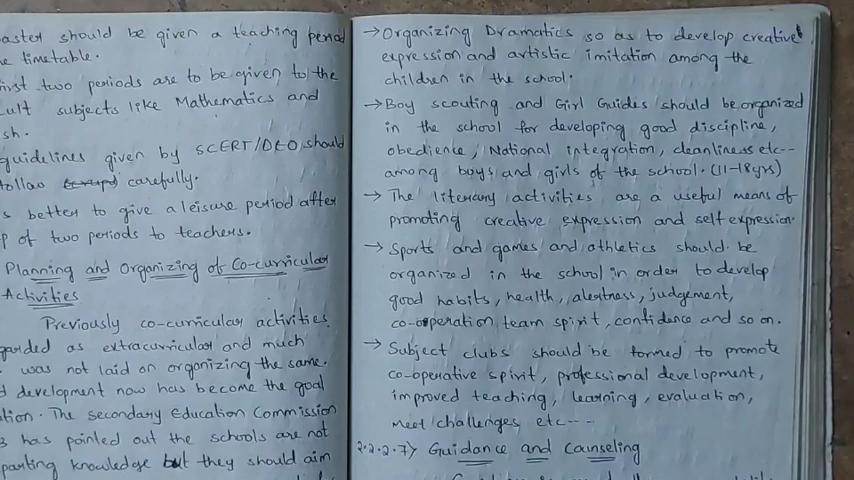 aster should be given a teaching period
e timetable.
irst two periods are to be given to the
cult subjects like Mathematics and
sh.
guidelines given by SCERT/DEO should
follow carefully.
s better to give a leisure period after
p of two periods to teachers.
Planning and Organizing of Co-curricular
Activities
Previously co-curricular activities
garded as extracurricular and much
was not laid on organizing the same.
d development now has become the goal
ation. The secondary Education Commission
3 has pointed out the schools are not
parting knowledge but they should aim
→ Organizing Dramatics so as to develop creative
expression and artistic imitation among the
children in the school.
→ Boy scouting and Girl Guides should be organized
in the school for developing good discipline,
obedience, National integration, cleanliness etc--
among boys and girls of the school. (11-18yrs)
→ The literary activities are a useful means of
promoting creative expression and self expression.
→ Sports and games and athletics should be
organized in the school in order to develop
good habits, health, alertness, judgement,
co-operation team spirit, confidence and so on.
→ Subject clubs should be formed to promote
co-operative spirit, professional development,
improved teaching, learning, evaluation,
meet challenges etc---
2.2.2.7) Guidance and Counseling